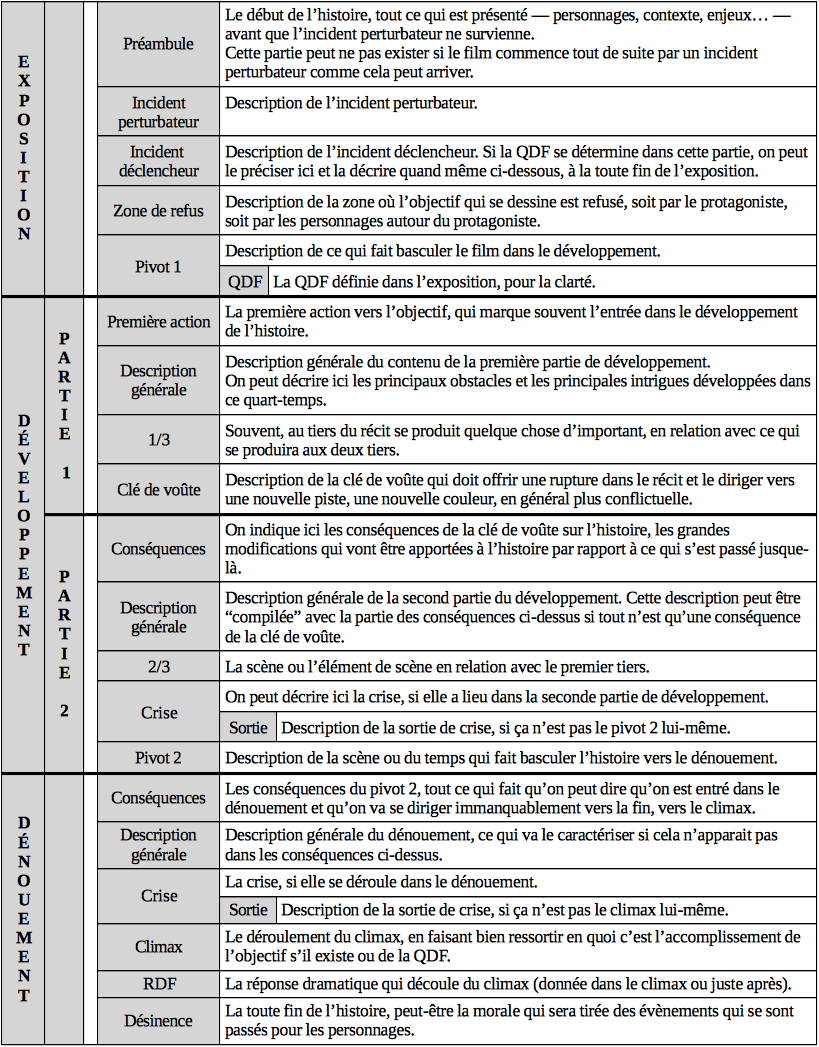 EXPOSITION
Préambule
Le début de l’histoire, tout ce qui est présenté — personnages, contexte, enjeux… —
avant que l’incident perturbateur ne survienne.
Cette partie peut ne pas exister si le film commence tout de suite par un incident
perturbateur comme cela peut arriver.
Incident
perturbateur
Description de l’incident perturbateur.
Incident
déclencheur
Description de l’incident déclencheur. Si la QDF se détermine dans cette partie, on peut
le préciser ici et la décrire quand même ci-dessous, à la toute fin de l’exposition.
Zone de refus
Description de la zone où l’objectif qui se dessine est refusé, soit par le protagoniste,
soit par les personnages autour du protagoniste.
Pivot 1
Description de ce qui fait basculer le film dans le développement.
QDF
La QDF définie dans l’exposition, pour la clarté.
DÉVELOPPEMENT
PARTIE 1
Première action
La première action vers l’objectif, qui marque souvent l’entrée dans le développement
de l’histoire.
Description
générale
Description générale du contenu de la première partie de développement.
On peut décrire ici les principaux obstacles et les principales intrigues développées dans
ce quart-temps.
1/3
Souvent, au tiers du récit se produit quelque chose d’important, en relation avec ce qui
se produira aux deux tiers.
Clé de voûte
Description de la clé de voûte qui doit offrir une rupture dans le récit et le diriger vers
une nouvelle piste, une nouvelle couleur, en général plus conflictuelle.
PARTIE 2
Conséquences
On indique ici les conséquences de la clé de voûte sur l’histoire, les grandes
modifications qui vont être apportées à l’histoire par rapport à ce qui s’est passé jusque-
là.
Description
générale
Description générale de la second partie du développement. Cette description peut être
“compilée” avec la partie des conséquences ci-dessus si tout n’est qu’une conséquence
de la clé de voûte.
2/3
La scène ou l’élément de scène en relation avec le premier tiers.
Crise
On peut décrire ici la crise, si elle a lieu dans la seconde partie de développement.
Sortie
Description de la sortie de crise, si ça n’est pas le pivot 2 lui-même.
Pivot 2
Description de la scène ou du temps qui fait basculer l’histoire vers le dénouement.
DÉNOUEMENT
Conséquences
Les conséquences du pivot 2, tout ce qui fait qu’on peut dire qu’on est entré dans le
dénouement et qu’on va se diriger immanquablement vers la fin, vers le climax.
Description
générale
Description générale du dénouement, ce qui va le caractériser si cela n’apparait pas
dans les conséquences ci-dessus.
Crise
La crise, si elle se déroule dans le dénouement.
Sortie
Description de la sortie de crise, si ça n’est pas le climax lui-même.
Climax
Le déroulement du climax, en faisant bien ressortir en quoi c’est l’accomplissement de
l’objectif s’il existe ou de la QDF.
RDF
La réponse dramatique qui découle du climax (donnée dans le climax ou juste après).
Désinence
La toute fin de l’histoire, peut-être la morale qui sera tirée des évènements qui se sont
passés pour les personnages.